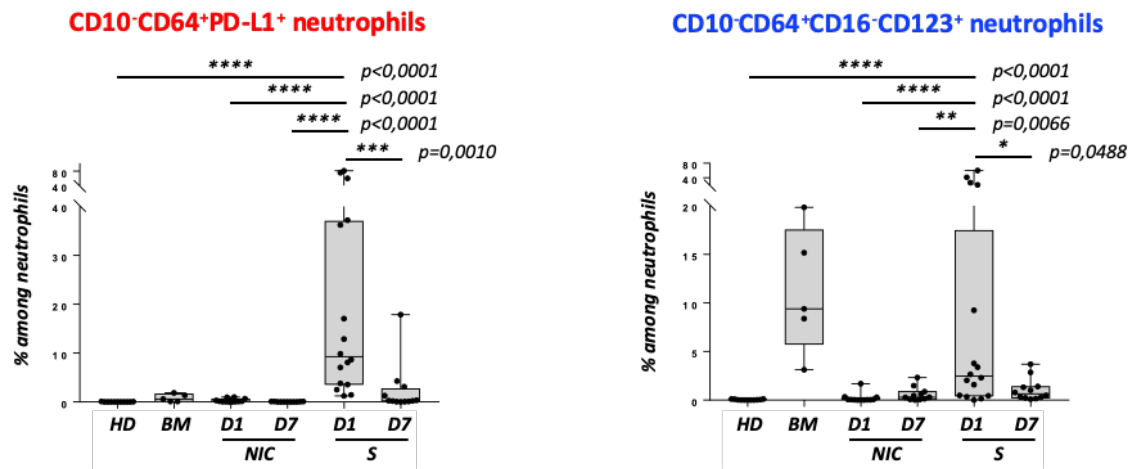 CD10⁻CD64⁺PD-L1⁺ neutrophils
****
p<0,0001
****
p<0,0001
****
p<0,0001
***
p=0,0010
% among neutrophils
80
40
40
30
20
10
0
HD BM D1 D7 D1 D7
NIC S
CD10⁻CD64⁺CD16⁻CD123⁺ neutrophils
****
p<0,0001
****
p<0,0001
**
p=0,0066
*
p=0,0488
% among neutrophils
80
40
20
15
10
5
0
HD BM D1 D7 D1 D7
NIC S